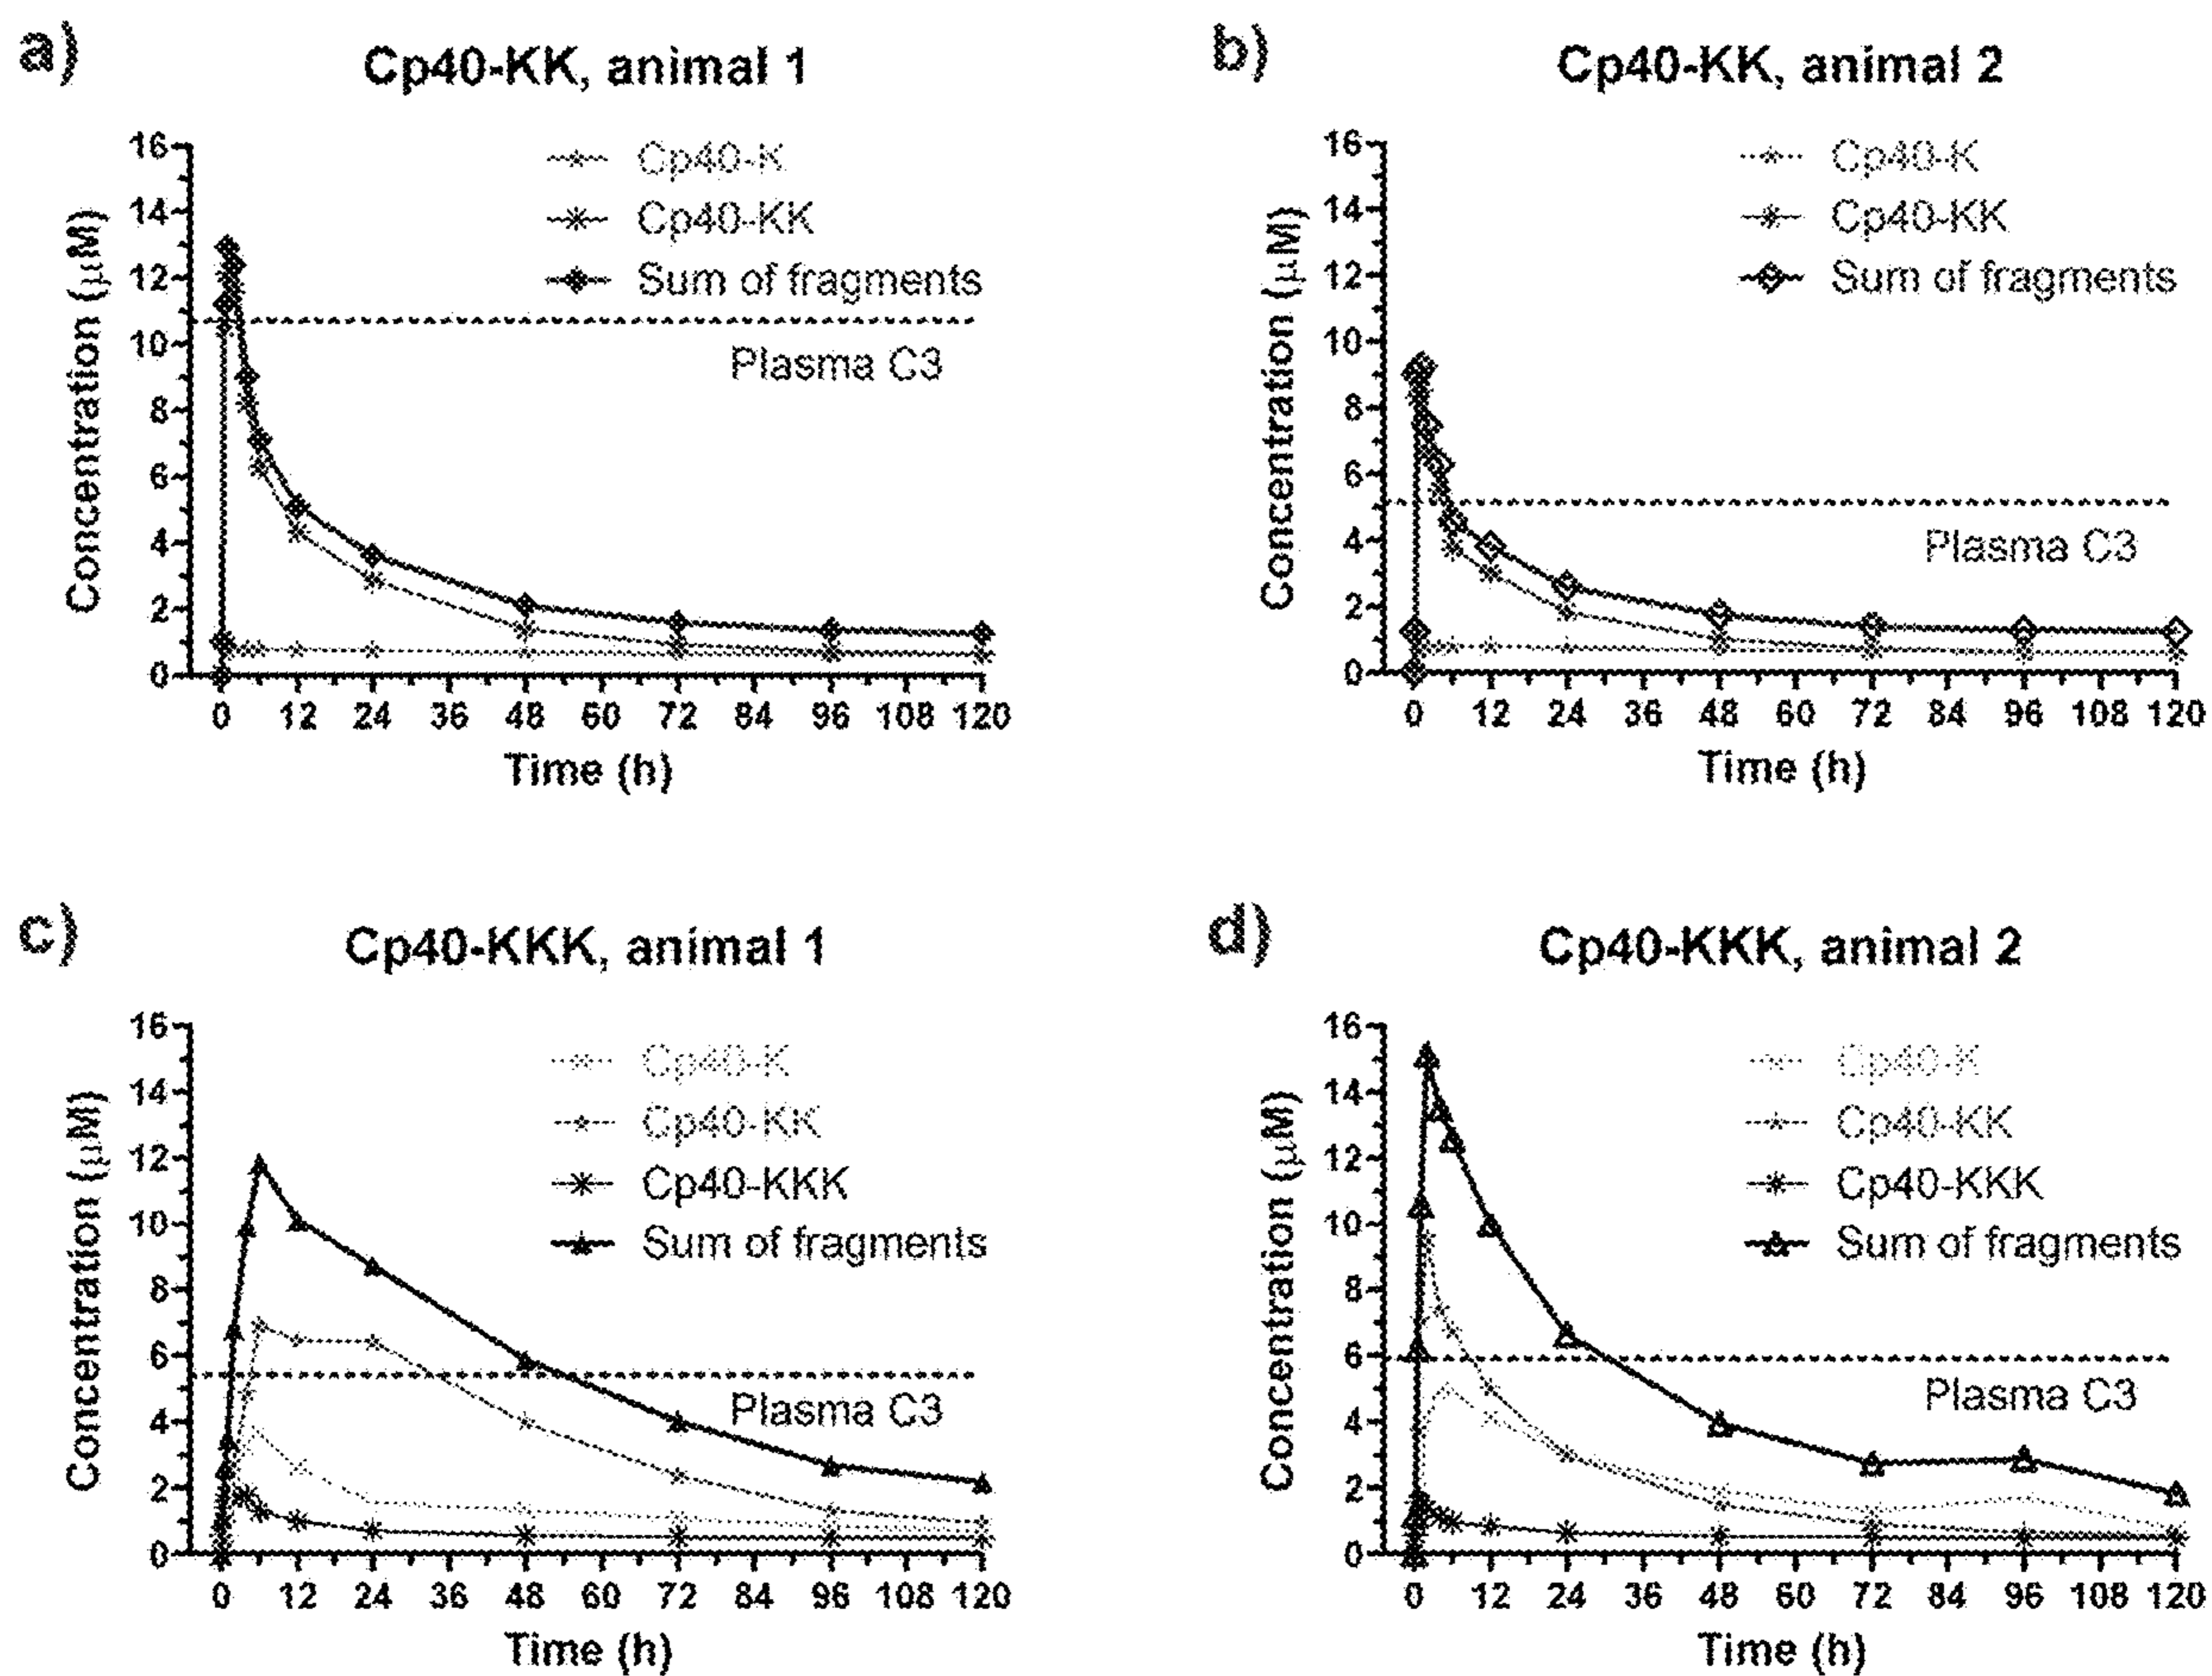 a)
Cp40-KK, animal 1
Concentration (µM)
16
14
12
10
8
6
4
2
0
Cp40-K
Cp40-KK
Sum of fragments
Plasma C3
0 12 24 36 48 60 72 84 96 108 120
Time (h)
b)
Cp40-KK, animal 2
Concentration (µM)
16
14
12
10
8
6
4
2
0
Cp40-K
Cp40-KK
Sum of fragments
Plasma C3
0 12 24 36 48 60 72 84 96 108 120
Time (h)
c)
Cp40-KKK, animal 1
Concentration (µM)
16
14
12
10
8
6
4
2
0
Cp40-K
Cp40-KK
Cp40-KKK
Sum of fragments
Plasma C3
0 12 24 36 48 60 72 84 96 108 120
Time (h)
d)
Cp40-KKK, animal 2
Concentration (µM)
16
14
12
10
8
6
4
2
0
Cp40-K
Cp40-KK
Cp40-KKK
Sum of fragments
Plasma C3
0 12 24 36 48 60 72 84 96 108 120
Time (h)